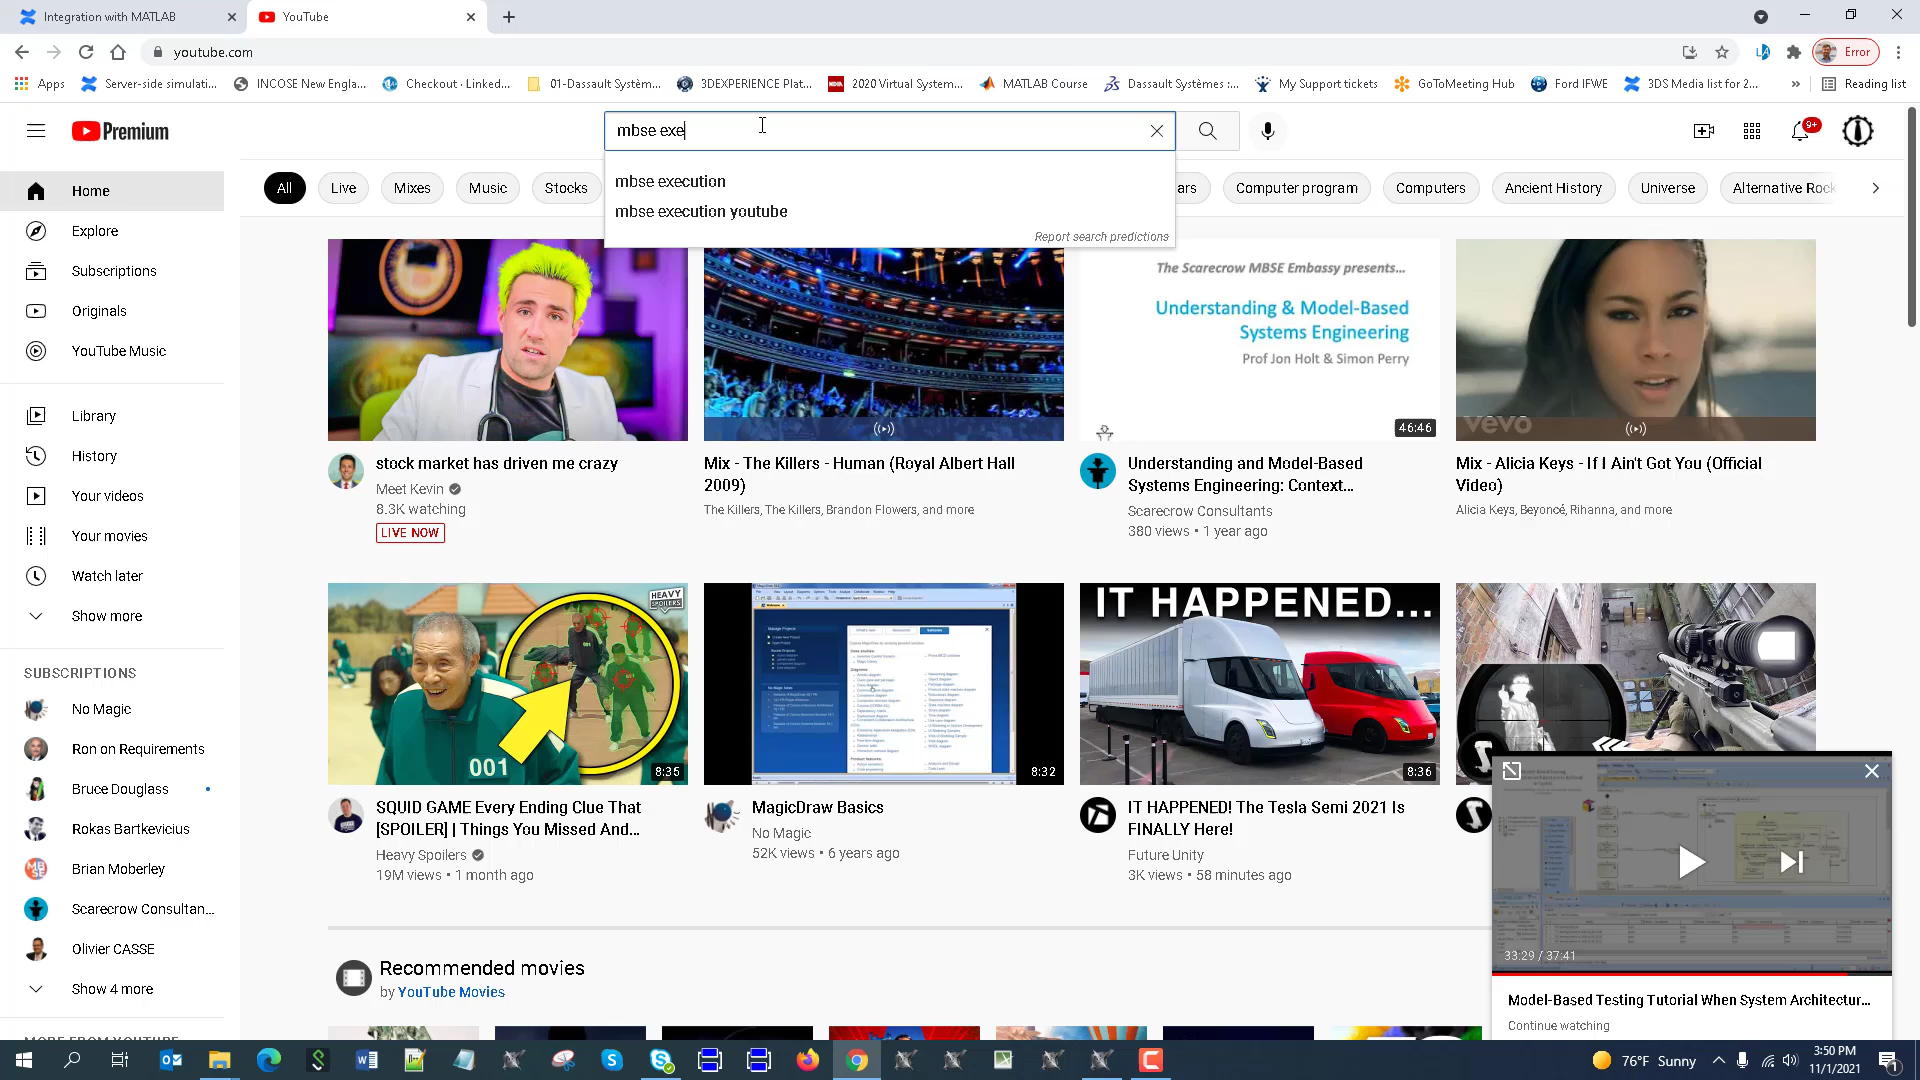 Integration with MATLAB
YouTube
youtube.com
Error
Apps
Server-side simulati...
INCOSE New Engla...
Checkout · Linked...
01-Dassault Systèm...
3DEXPERIENCE Plat...
2020 Virtual System...
MATLAB Course
Dassault Systèmes :...
My Support tickets
GoToMeeting Hub
Ford IFWE
3DS Media list for 2...
»
Reading list
Premium
mbse exe
9+
mbse execution
mbse execution youtube
Report search predictions
All
Live
Mixes
Music
Stocks
ars
Computer program
Computers
Ancient History
Universe
Alternative Rock
Home
Explore
Subscriptions
Originals
YouTube Music
Library
History
Your videos
Your movies
Watch later
Show more
SUBSCRIPTIONS
No Magic
Ron on Requirements
Bruce Douglass
Rokas Bartkevicius
Brian Moberley
Scarecrow Consultan...
Olivier CASSE
Show 4 more
MORE FROM YOUTUBE
The Scarecrow MBSE Embassy presents...
Understanding & Model-Based
Systems Engineering
Prof Jon Holt & Simon Perry
46:46
vevo
stock market has driven me crazy
Meet Kevin
8.3K watching
LIVE NOW
Mix - The Killers - Human (Royal Albert Hall
2009)
The Killers, The Killers, Brandon Flowers, and more
Understanding and Model-Based
Systems Engineering: Context...
Scarecrow Consultants
380 views • 1 year ago
Mix - Alicia Keys - If I Ain't Got You (Official
Video)
Alicia Keys, Beyoncé, Rihanna, and more
HEAVY
SPOILERS
001
8:35
8:32
IT HAPPENED...
8:36
SQUID GAME Every Ending Clue That
[SPOILER] | Things You Missed And...
Heavy Spoilers
19M views • 1 month ago
MagicDraw Basics
No Magic
52K views • 6 years ago
IT HAPPENED! The Tesla Semi 2021 Is
FINALLY Here!
Future Unity
3K views • 58 minutes ago
33:29 / 37:41
Model-Based Testing Tutorial When System Architectur...
Continue watching
Recommended movies
by YouTube Movies
76°F Sunny
3:50 PM
11/1/2021
1